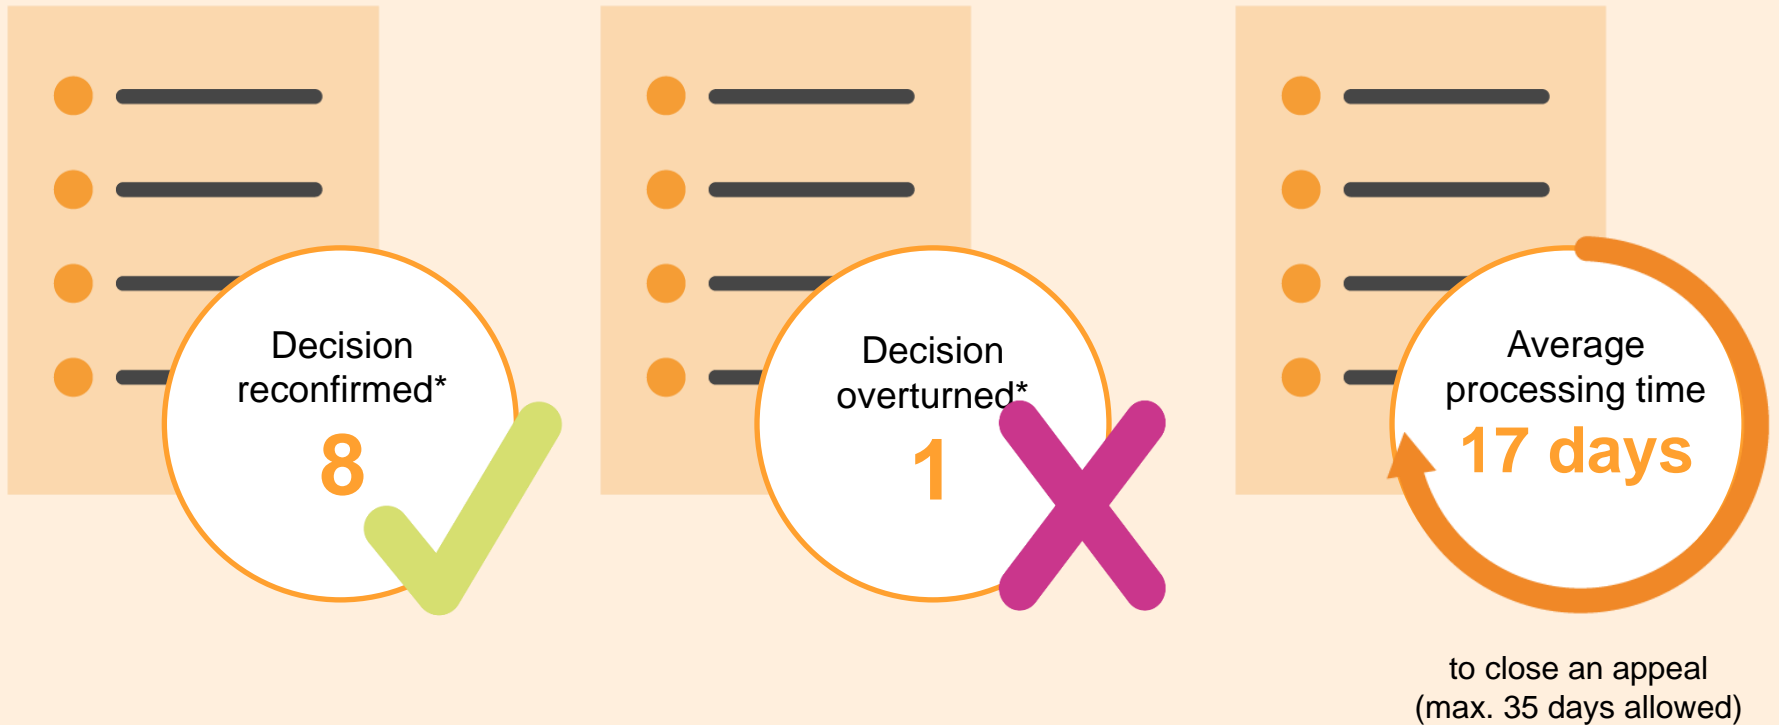 Decision
reconfirmed*
8
Decision
overturned*
1
Average
processing time
17 days
to close an appeal
(max. 35 days allowed)